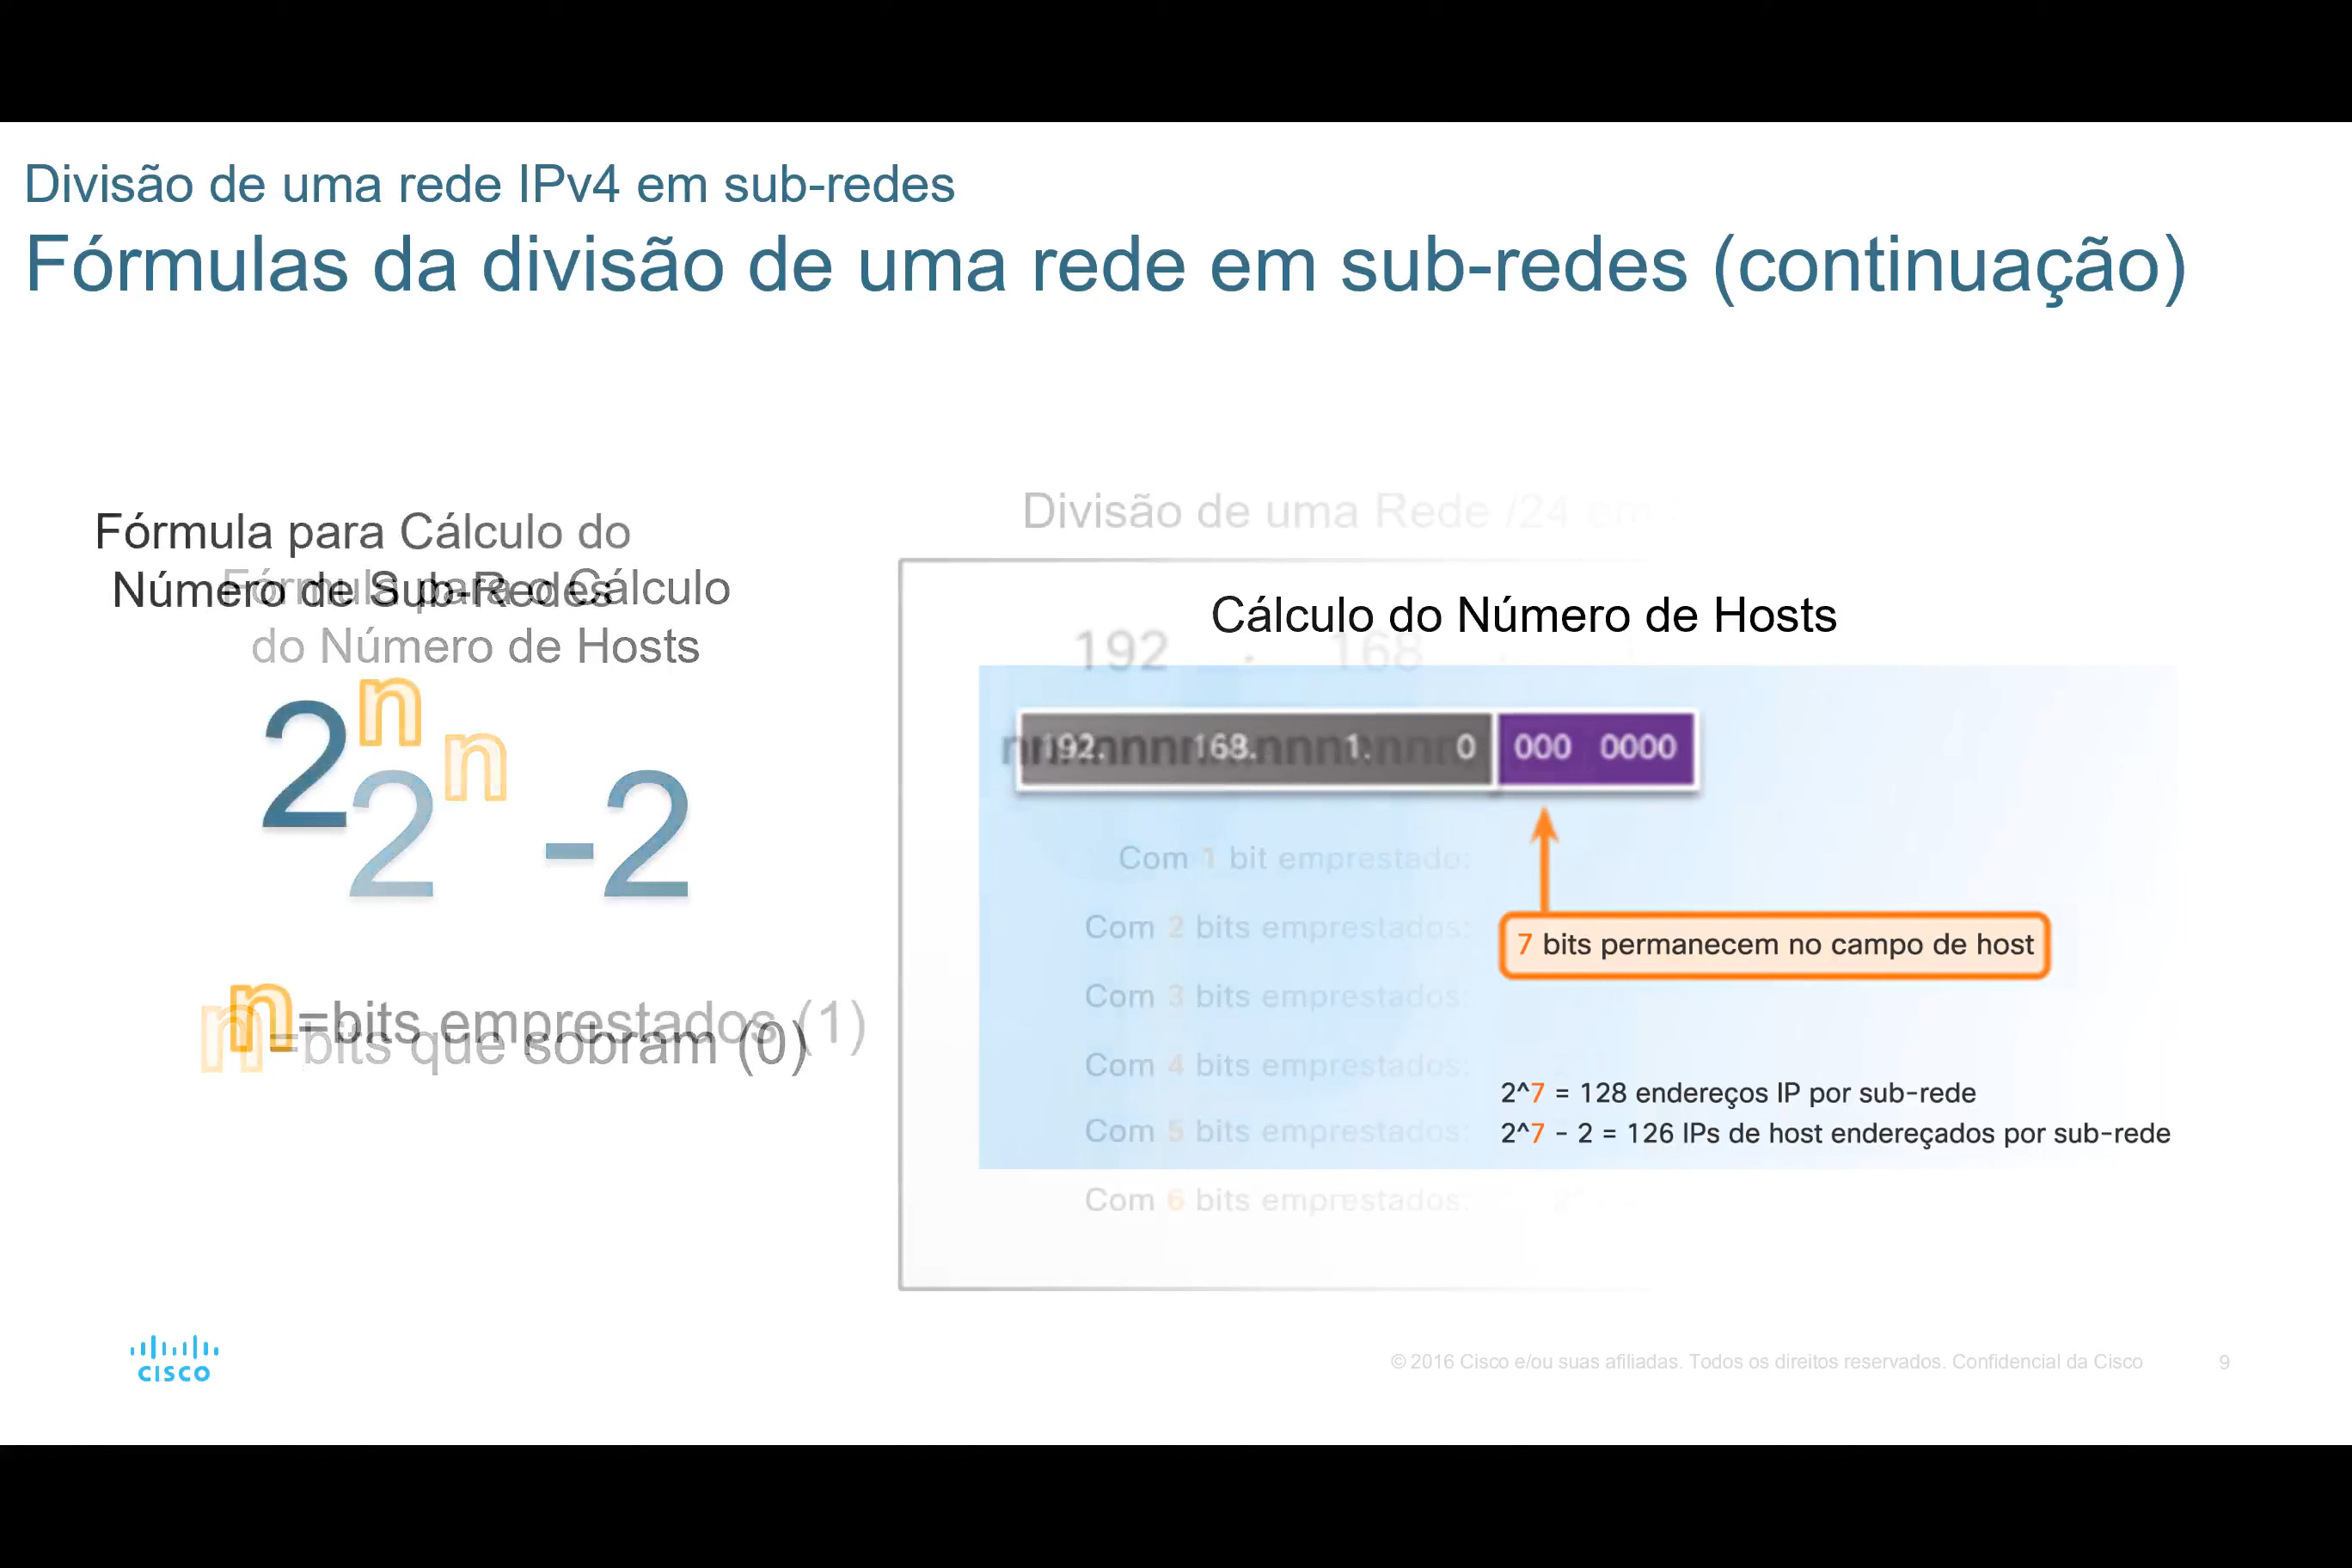 Divisão de uma rede IPv4 em sub-redes
Fórmulas da divisão de uma rede em sub-redes (continuação)
Fórmula para Cálculo do
Número de Sub-Redes
Fórmula para o Cálculo
do Número de Hosts
2^n
2^n -2
n=bits emprestados (1)
n=bits que sobram (0)
Divisão de uma Rede /24 em
192 . 168 .
Cálculo do Número de Hosts
192. 168. 1. 0 000 0000
Com 1 bit emprestado:
Com 2 bits emprestados:
7 bits permanecem no campo de host
Com 3 bits emprestados:
Com 4 bits emprestados:
2^7 = 128 endereços IP por sub-rede
Com 5 bits emprestados:
2^7 - 2 = 126 IPs de host endereçados por sub-rede
Com 6 bits emprestados:
CISCO
© 2016 Cisco e/ou suas afiliadas. Todos os direitos reservados. Confidencial da Cisco
9